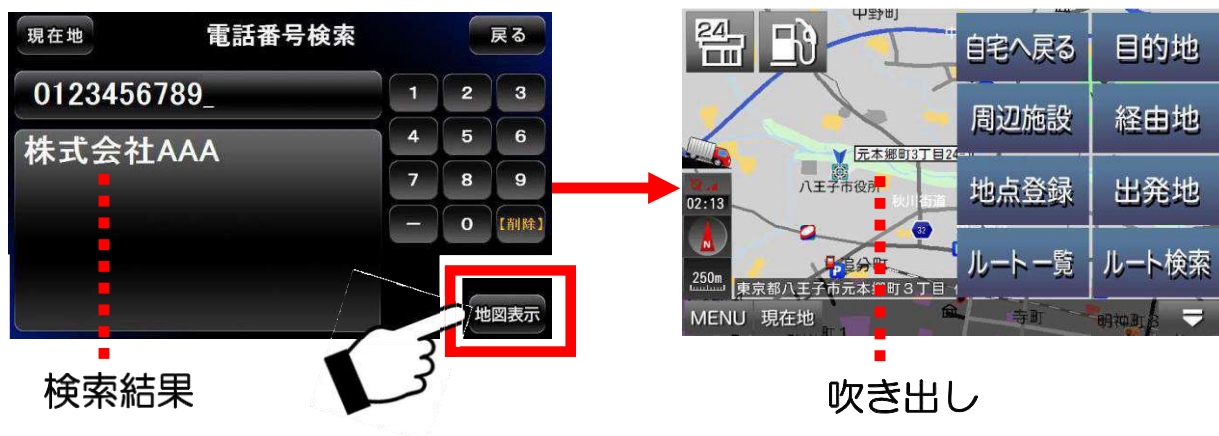 現在地
電話番号検索
戻る
0123456789_
1 2 3
4 5 6
7 8 9
ー 0 【削除】
株式会社AAA
地図表示
検索結果
中野町
24
自宅へ戻る 目的地
周辺施設 経由地
元本郷町3丁目24
八王子市役所
地点登録 出発地
秋川街道
02:13
N
32
ルート一覧 ルート検索
追分町
P
250m
東京都八王子市元本郷町3丁目
MENU 現在地
寺町
明神町3
吹き出し